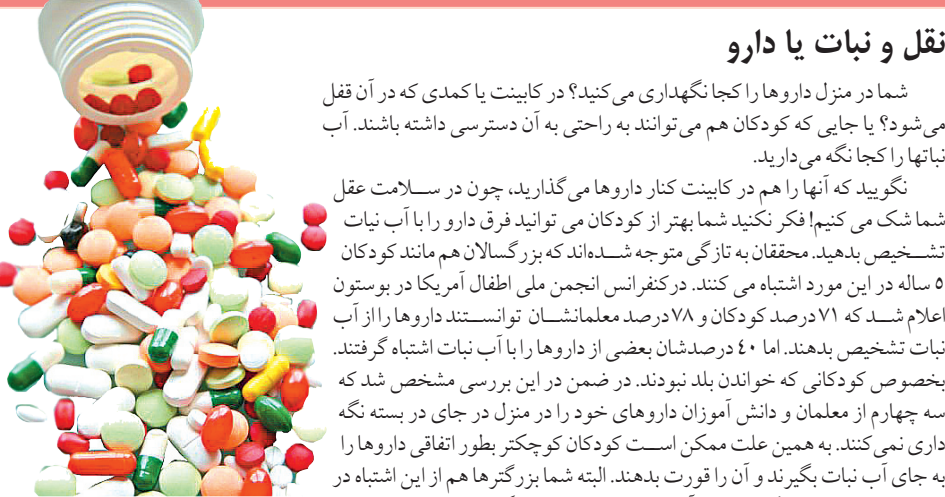 نقل و نبات یا دارو
شما در منزل داروها را کجا نگهداری می‌کنید؟ در کابینت یا کمدی که در آن قفل
می‌شود؟ یا جایی که کودکان هم می‌توانند به راحتی به آن دسترسی داشته باشند. آب
نباتها را کجا نگه می‌دارید.
نگویید که آنها را هم در کابینت کنار داروها می‌گذارید، چون در سلامت عقل
شما شک می کنیم! فکر نکنید شما بهتر از کودکان می توانید فرق دارو را با آب نبات
تشخیص بدهید. محققان به تازگی متوجه شده‌اند که بزرگسالان هم مانند کودکان
۵ ساله در این مورد اشتباه می کنند. درکنفرانس انجمن ملی اطفال آمریکا در بوستون
اعلام شد که ۷۱ درصد کودکان و ۷۸ درصد معلمانشان توانستند داروها را از آب
نبات تشخیص بدهند. اما ۴۰ درصدشان بعضی از داروها را با آب نبات اشتباه گرفتند.
بخصوص کودکانی که خواندن بلد نبودند. در ضمن در این بررسی مشخص شد که
سه چهارم از معلمان و دانش آموزان داروهای خود را در منزل در جای در بسته نگه
داری نمی‌کنند. به همین علت ممکن است کودکان کوچکتر بطور اتفاقی داروها را
به جای آب نبات بگیرند و آن را قورت بدهند. البته شما بزرگترها هم از این اشتباه در